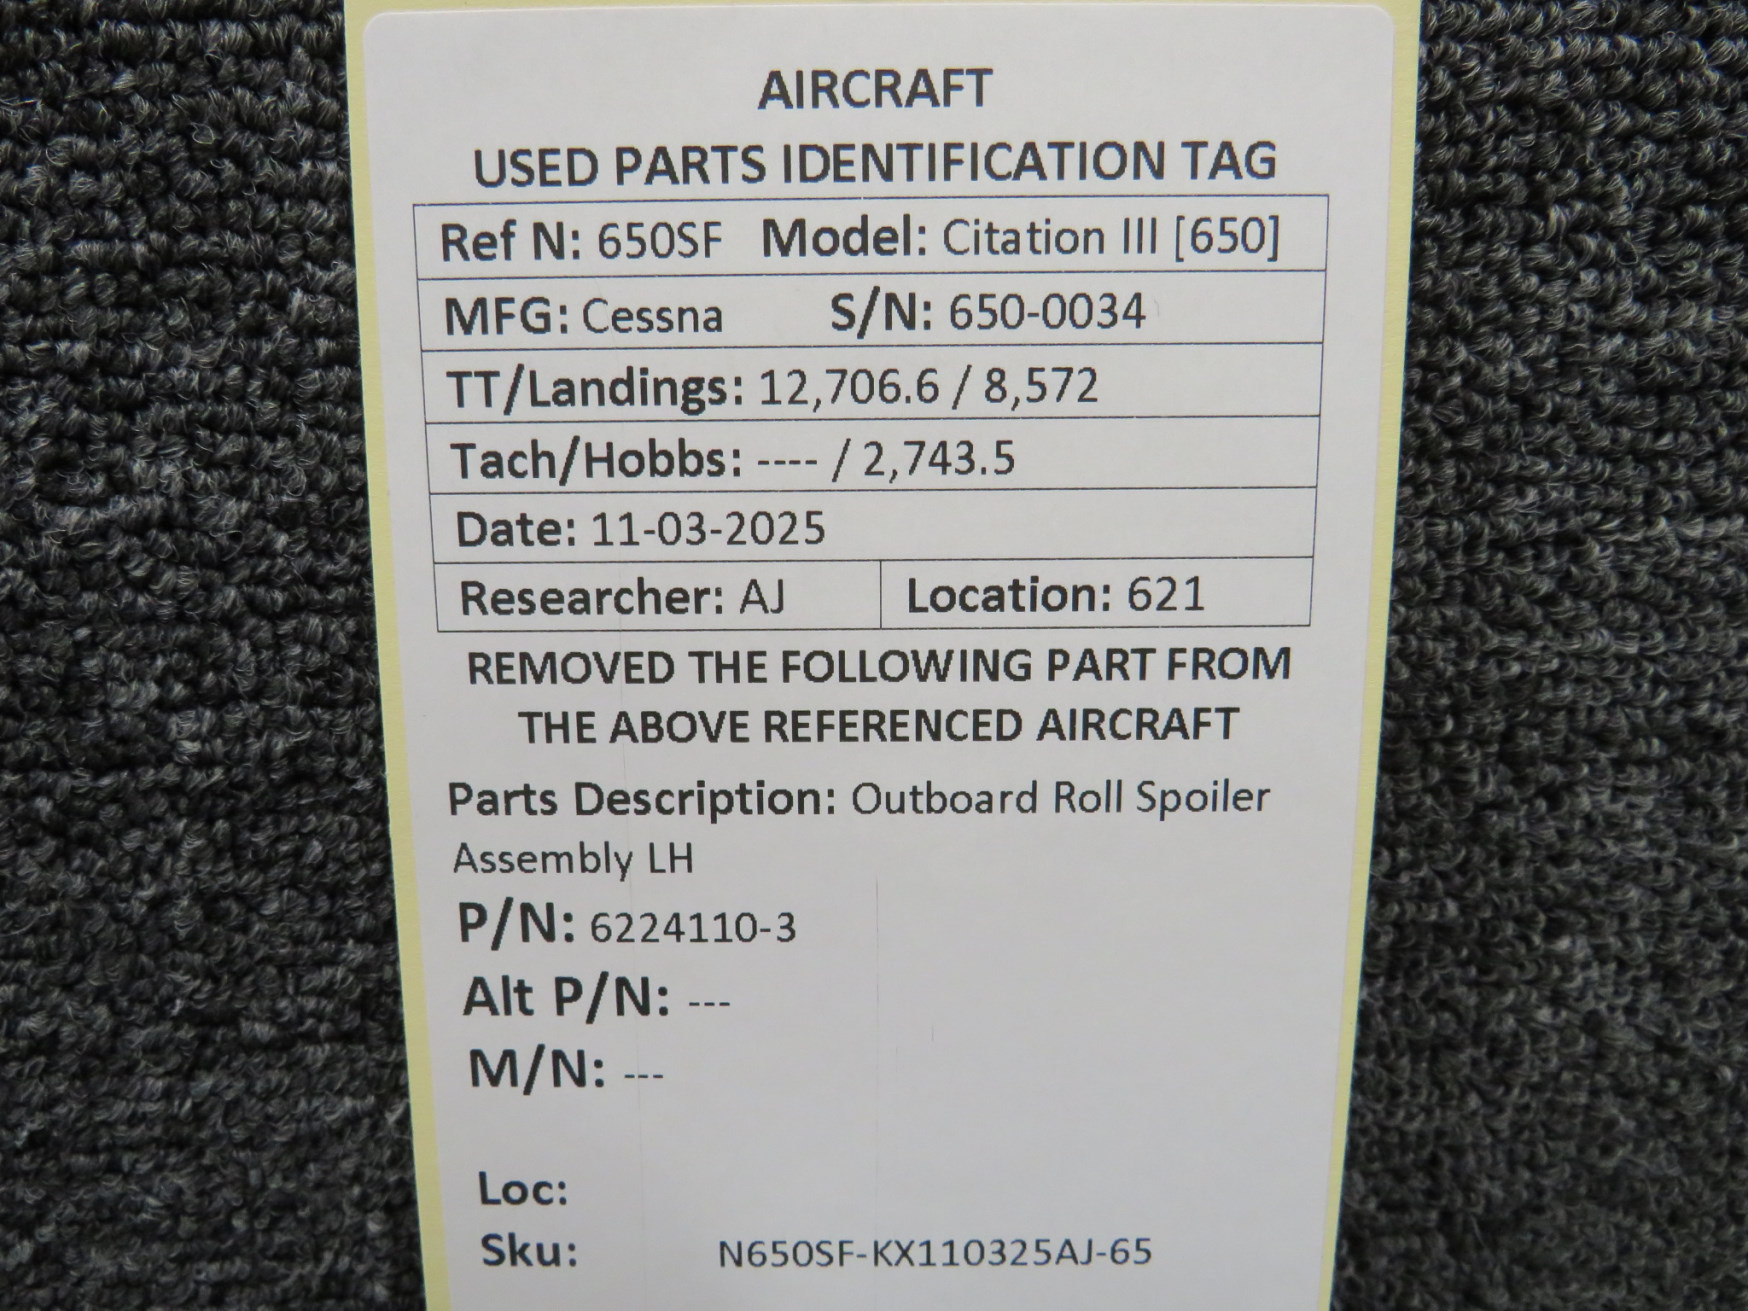 AIRCRAFT
USED PARTS IDENTIFICATION TAG
Ref N: 650SF Model: Citation III [650]
MFG: Cessna S/N: 650-0034
TT/Landings: 12,706.6 / 8,572
Tach/Hobbs: ---- / 2,743.5
Date: 11-03-2025
Researcher: AJ Location: 621
REMOVED THE FOLLOWING PART FROM
THE ABOVE REFERENCED AIRCRAFT
Parts Description: Outboard Roll Spoiler
Assembly LH
P/N: 6224110-3
Alt P/N: ---
M/N: ---
Loc:
Sku: N650SF-KX110325AJ-65